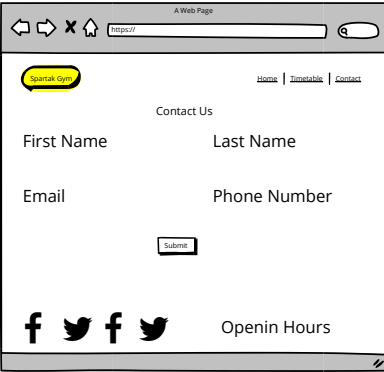 A Web Page
https://
Spartak Gym
Home | Timetable | Contact
Contact Us
First Name
Last Name
Email
Phone Number
Submit
Openin Hours